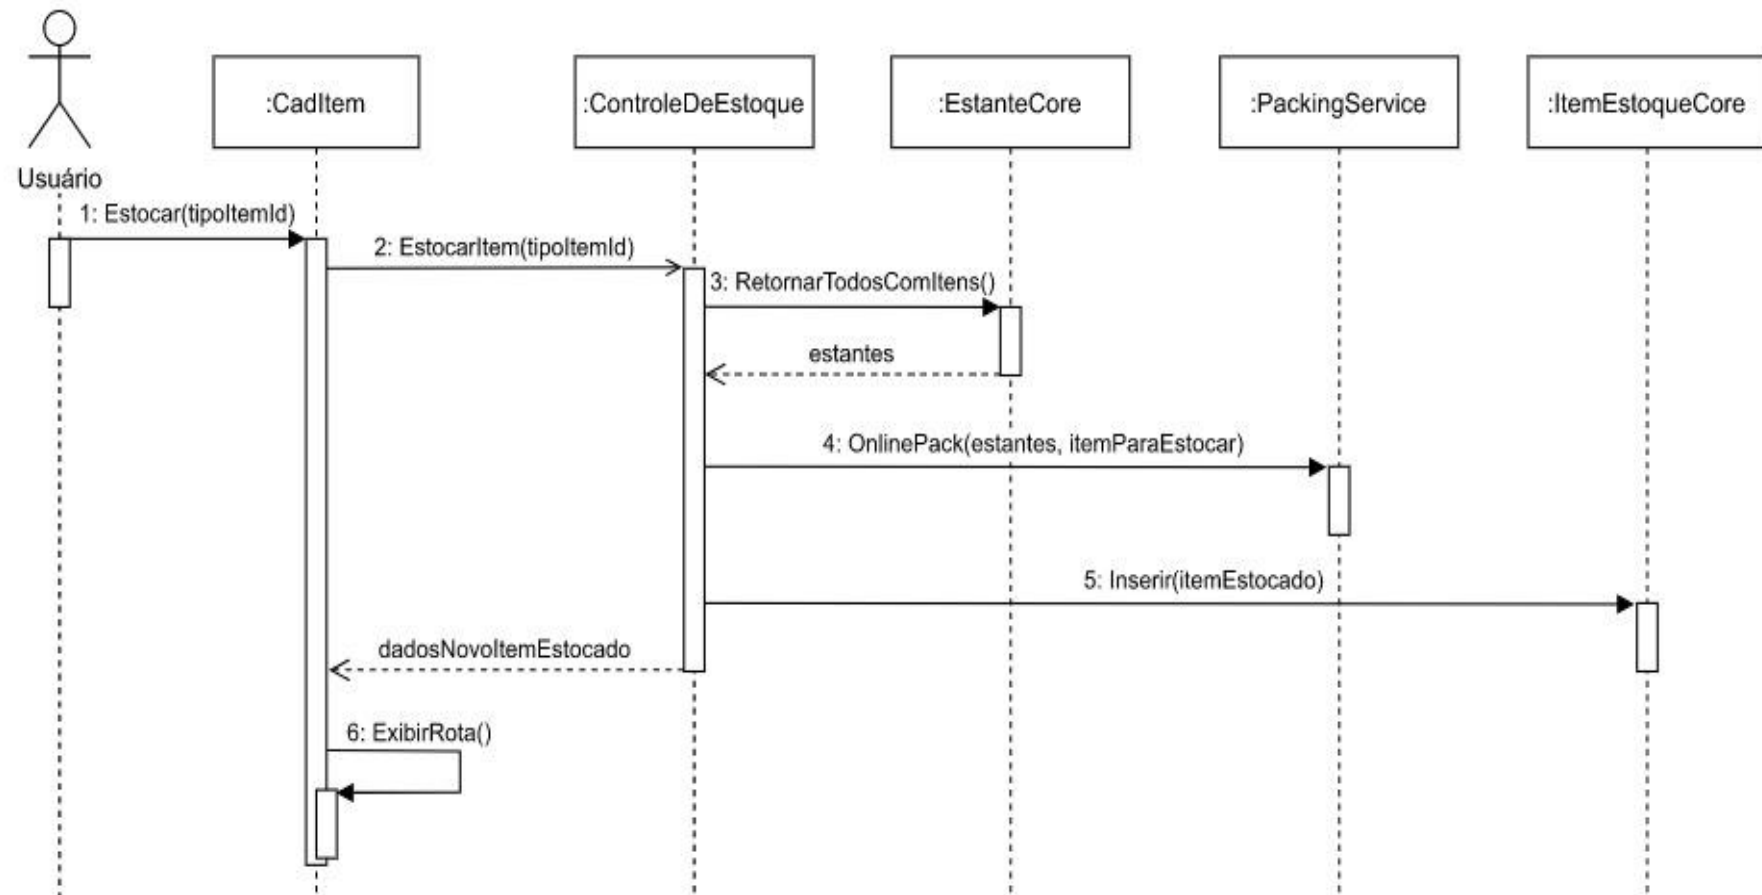 :CadItem
:ControleDeEstoque
:EstanteCore
:PackingService
:ItemEstoqueCore
Usuário
1: Estocar(tipoItemId)
2: EstocarItem(tipoItemId)
3: RetornarTodosComItens()
estantes
4: OnlinePack(estantes, itemParaEstocar)
5: Inserir(itemEstocado)
dadosNovoItemEstocado
6: ExibirRota()